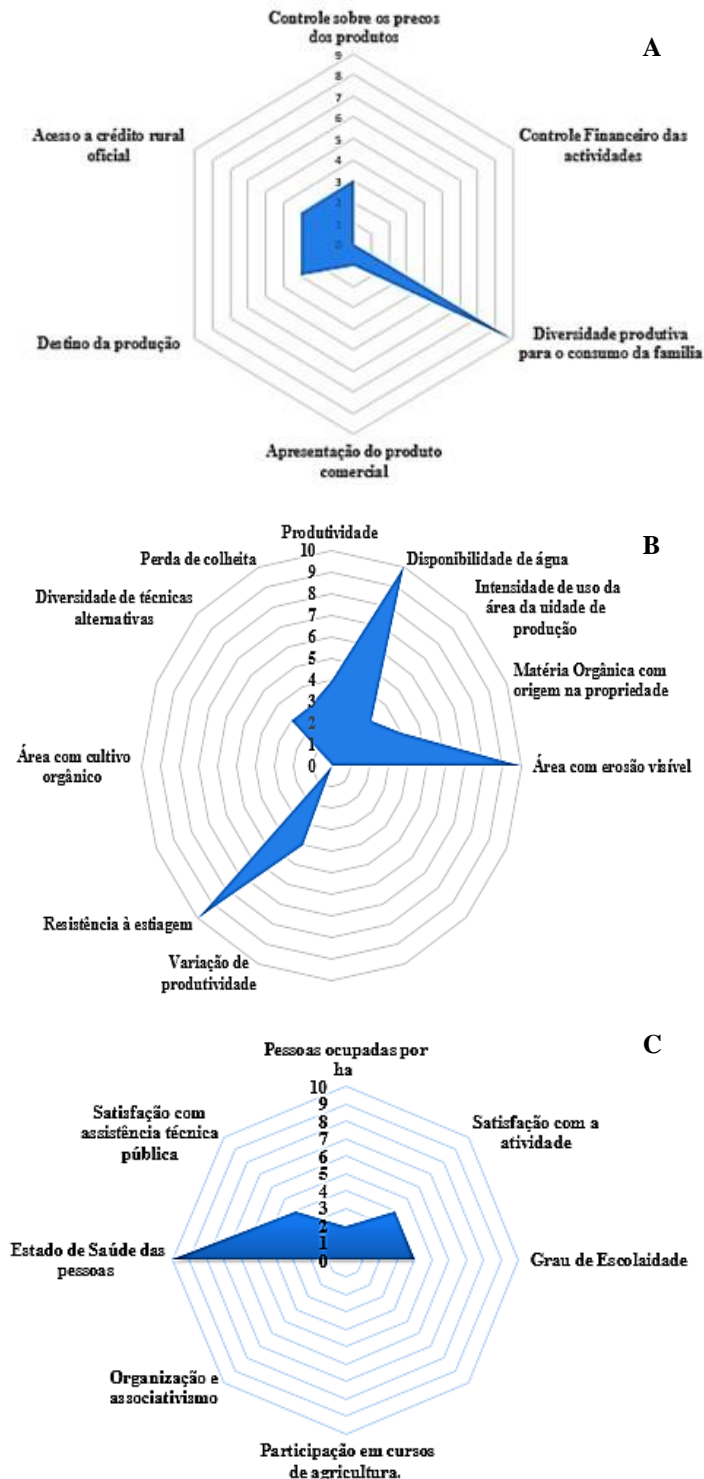 Controle sobre os precos
dos produtos
A
9
8
7
6
5
4
3
2
1
0
Acesso a crédito rural
oficial
Controle Financeiro das
actividades
Destino da produção
Diversidade produtiva
para o consumo da familia
Apresentação do produto
comercial
B
Produtividade
10
9
8
7
6
5
4
3
2
1
0
Perda de colheita
Disponibilidade de água
Diversidade de técnicas
alternativas
Intensidade de uso da
área da uidade de
produção
Matéria Orgânica com
origem na propriedade
Área com cultivo
orgânico
Área com erosão visível
Resistência à estiagem
Variação de
produtividade
C
Pessoas ocupadas por
ha
10
9
8
7
6
5
4
3
2
1
0
Satisfação com
assistência técnica
pública
Satisfação com a
atividade
Estado de Saúde das
pessoas
Grau de Escolaidade
Organização e
associativismo
Participação em cursos
de agricultura.